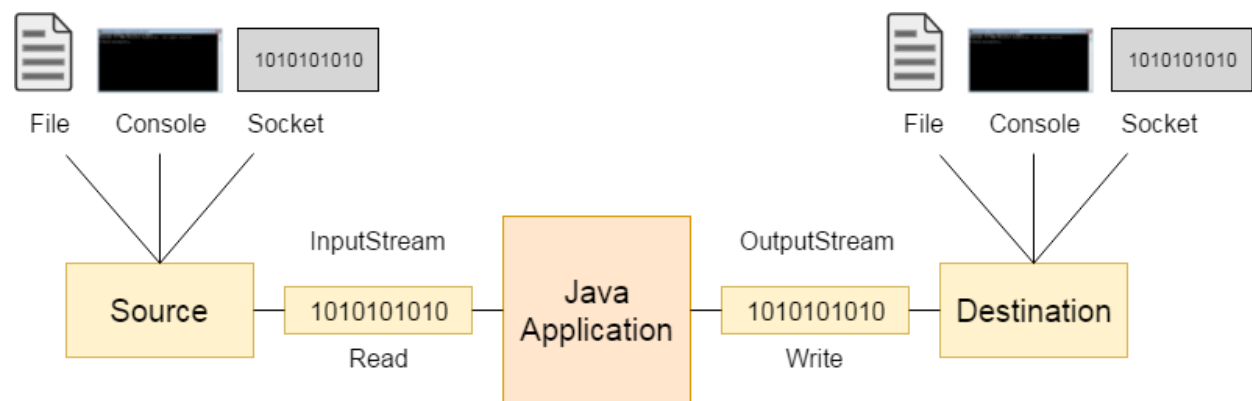 1010101010
1010101010
File Console Socket
File Console Socket
InputStream
OutputStream
Source
1010101010
Java
Application
1010101010
Destination
Read
Write